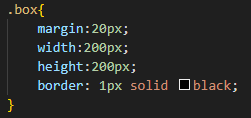 .box{
    margin:20px;
    width:200px;
    height:200px;
    border: 1px solid black;
}